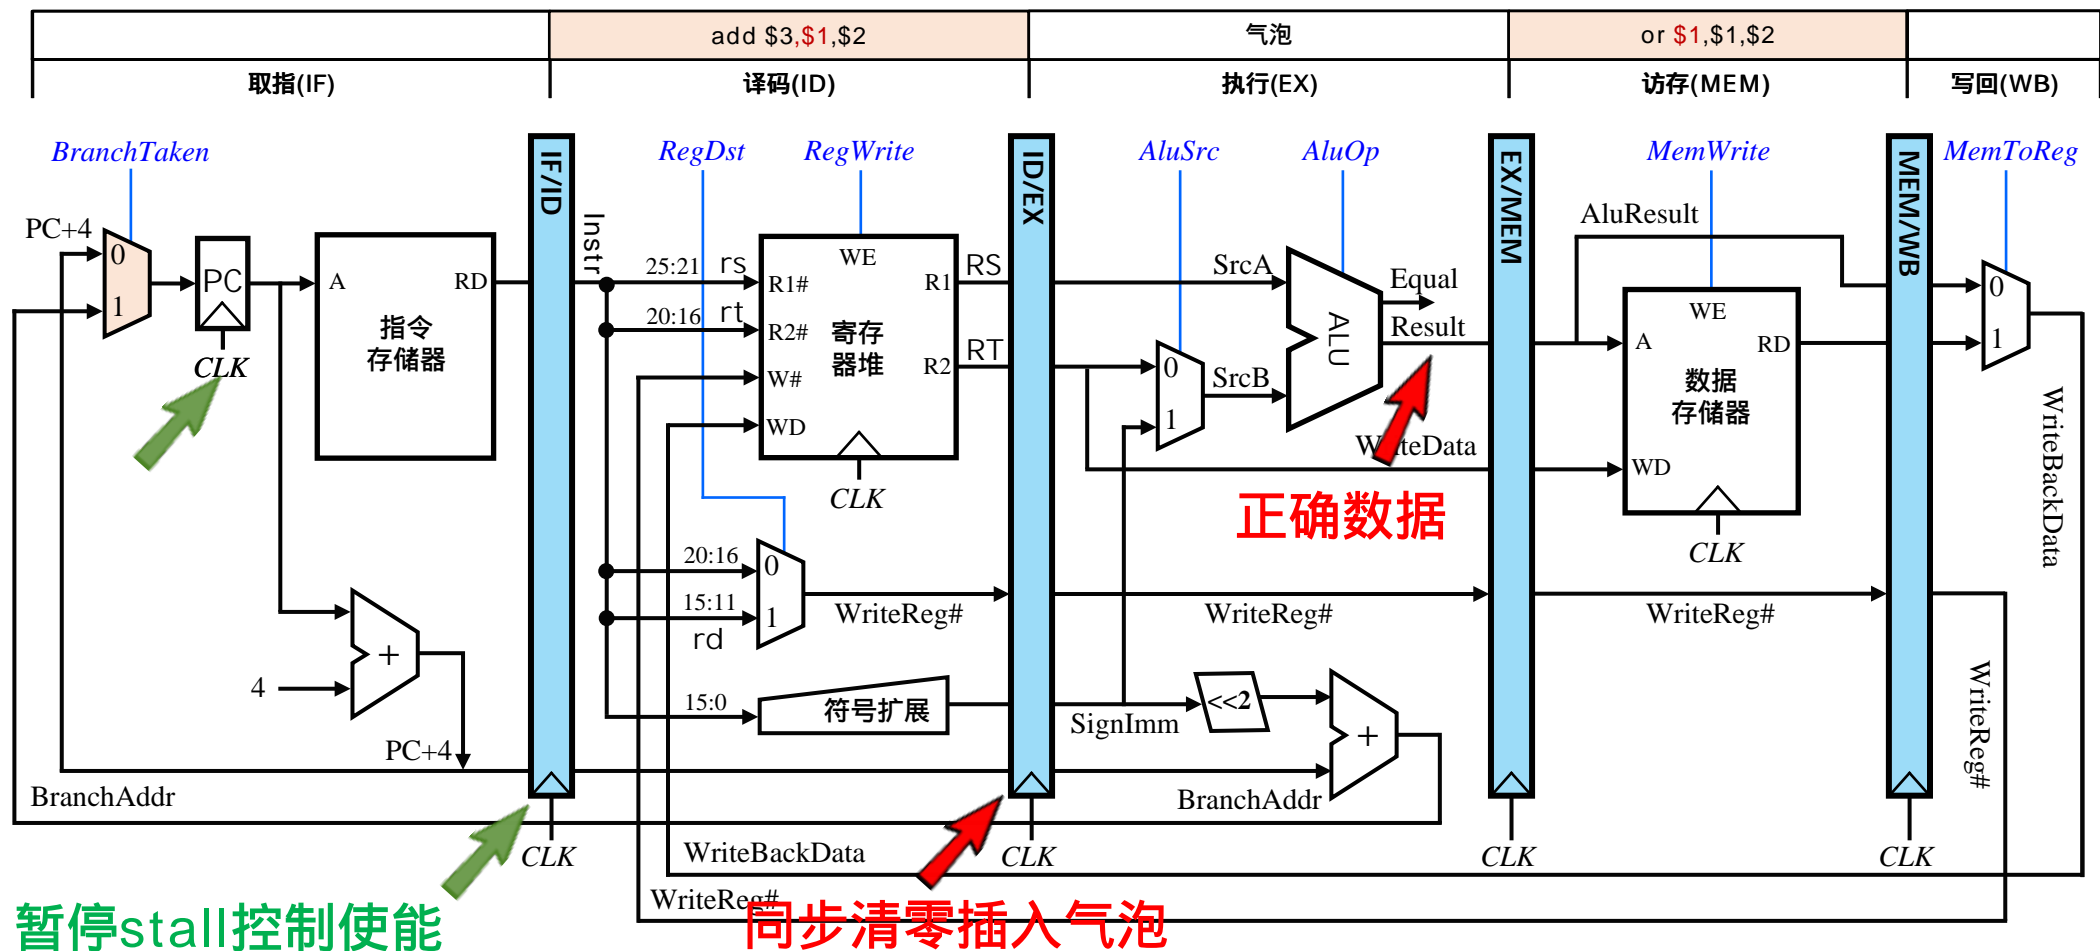 add $3,$1,$2
气泡
or $1,$1,$2
取指(IF)
译码(ID)
执行(EX)
访存(MEM)
写回(WB)
BranchTaken
RegDst
RegWrite
AluSrc
AluOp
MemWrite
MemToReg
IF/ID
ID/EX
EX/MEM
MEM/WB
PC+4
0
1
PC
CLK
A
RD
指令
存储器
Instr
25:21
rs
20:16
rt
R1#
R2#
W#
WD
WE
寄存
器堆
R1
R2
CLK
RS
RT
SrcA
0
1
SrcB
ALU
Equal
Result
WriteData
正确数据
AluResult
A
WE
RD
数据
存储器
WD
CLK
0
1
WriteBackData
20:16
15:11
rd
0
1
WriteReg#
WriteReg#
WriteReg#
WriteReg#
4
+
PC+4
15:0
符号扩展
SignImm
<<2
+
BranchAddr
BranchAddr
CLK
CLK
CLK
CLK
WriteBackData
WriteReg#
暂停stall控制使能
同步清零插入气泡